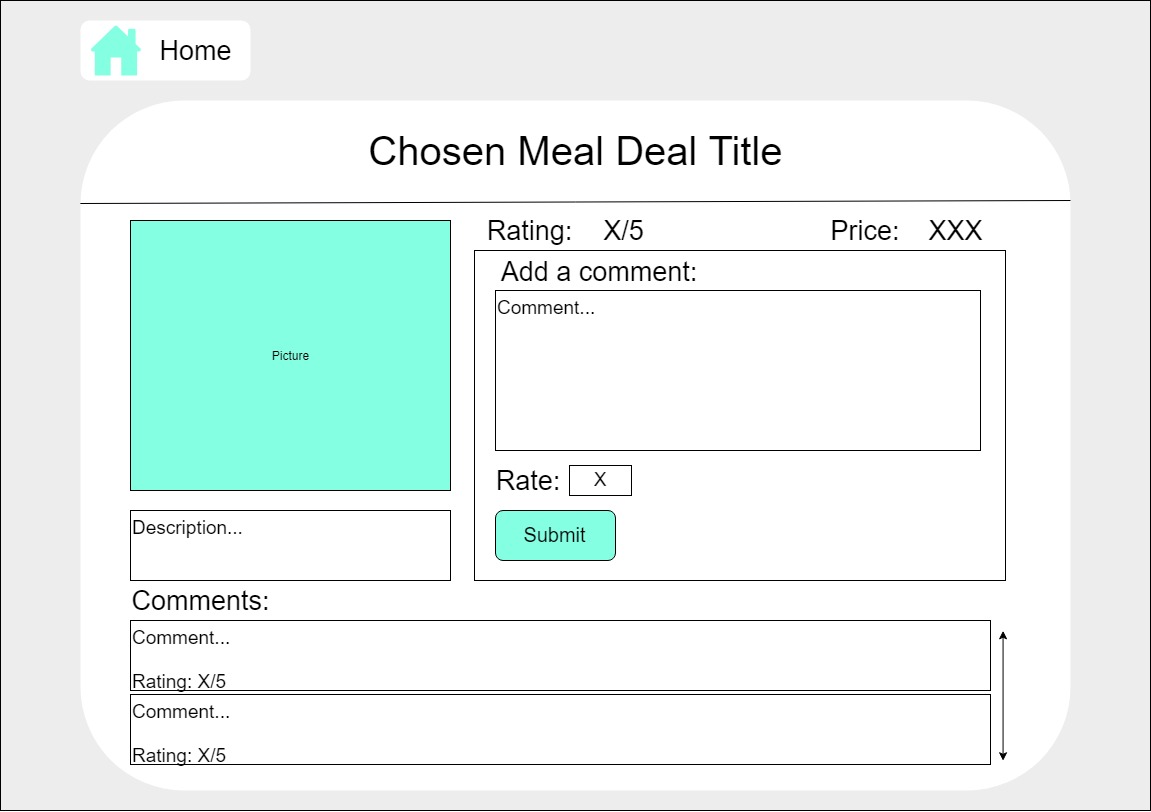 Home
Chosen Meal Deal Title
Rating: X/5 Price: XXX
Add a comment:
Comment...
Picture
Rate: X
Submit
Description...
Comments:
Comment...
Rating: X/5
Comment...
Rating: X/5